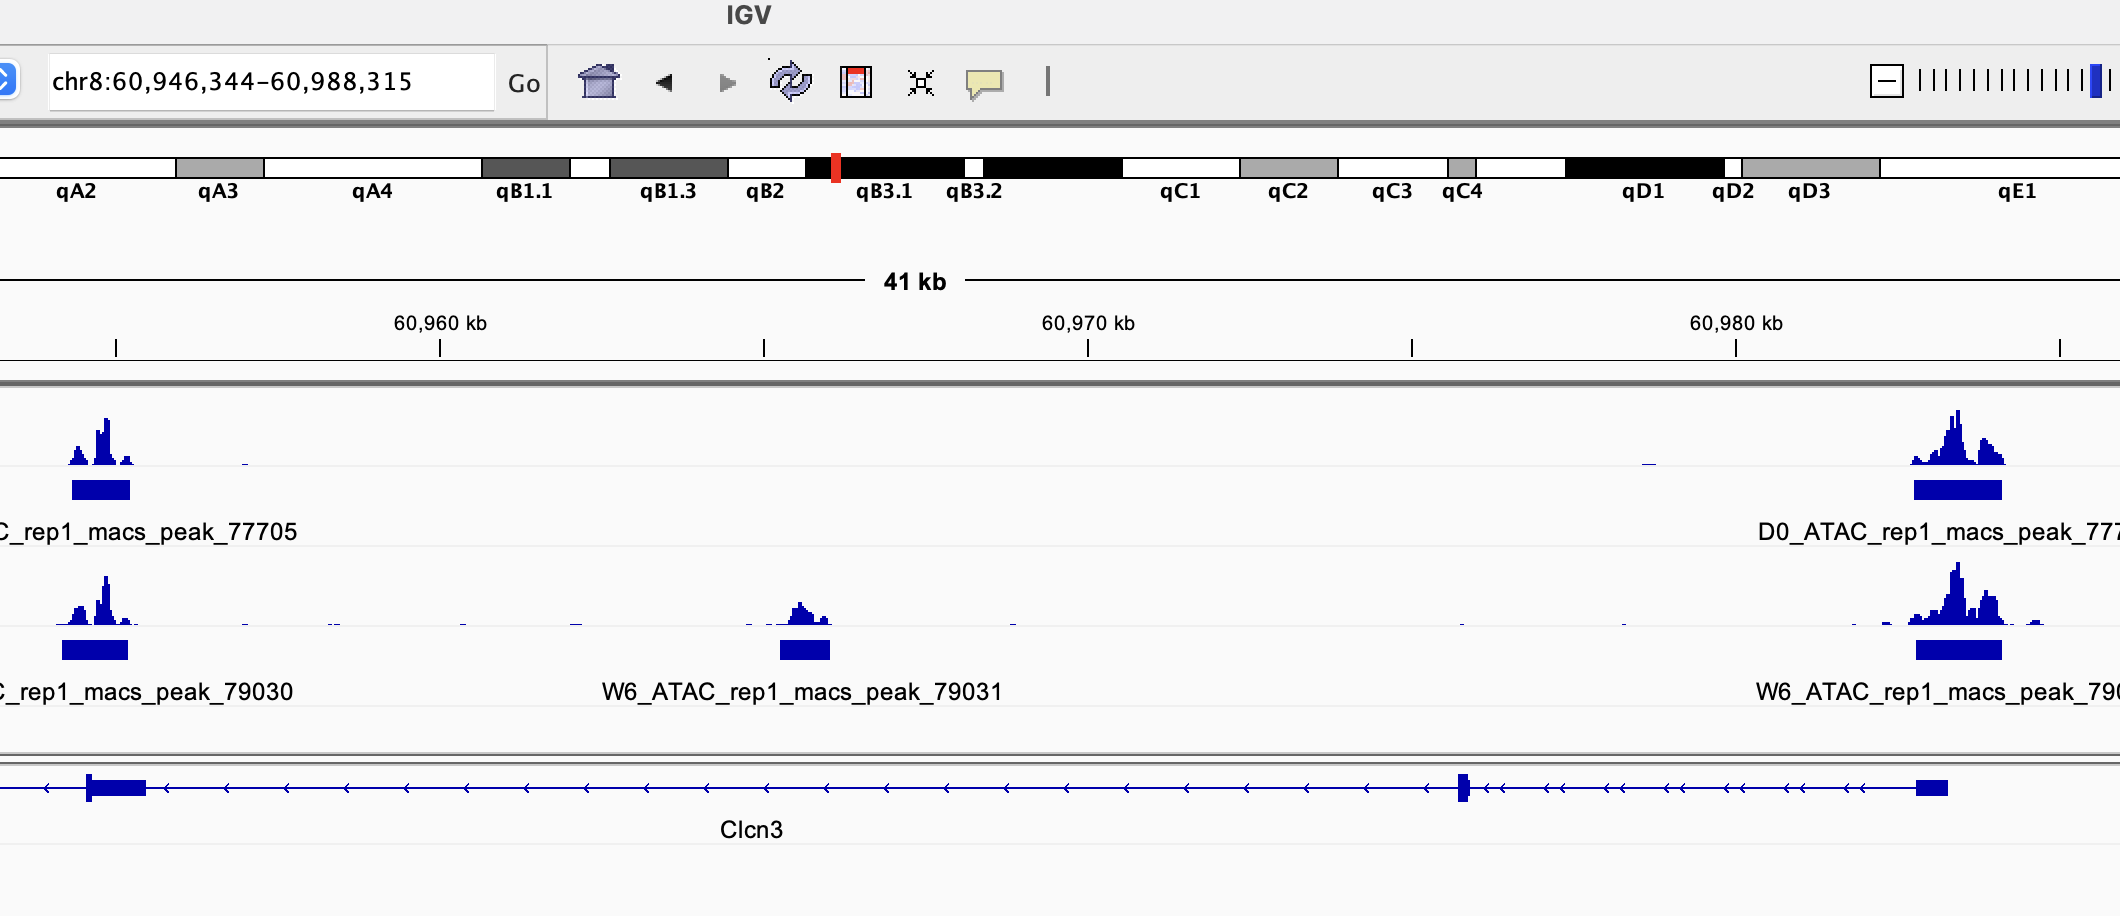 IGV
chr8:60,946,344-60,988,315 Go
qA2 qA3 qA4 qB1.1 qB1.3 qB2 qB3.1 qB3.2 qC1 qC2 qC3 qC4 qD1 qD2 qD3 qE1
41 kb
60,960 kb 60,970 kb 60,980 kb
C_rep1_macs_peak_77705 D0_ATAC_rep1_macs_peak_777
C_rep1_macs_peak_79030 W6_ATAC_rep1_macs_peak_79031 W6_ATAC_rep1_macs_peak_790
Clcn3